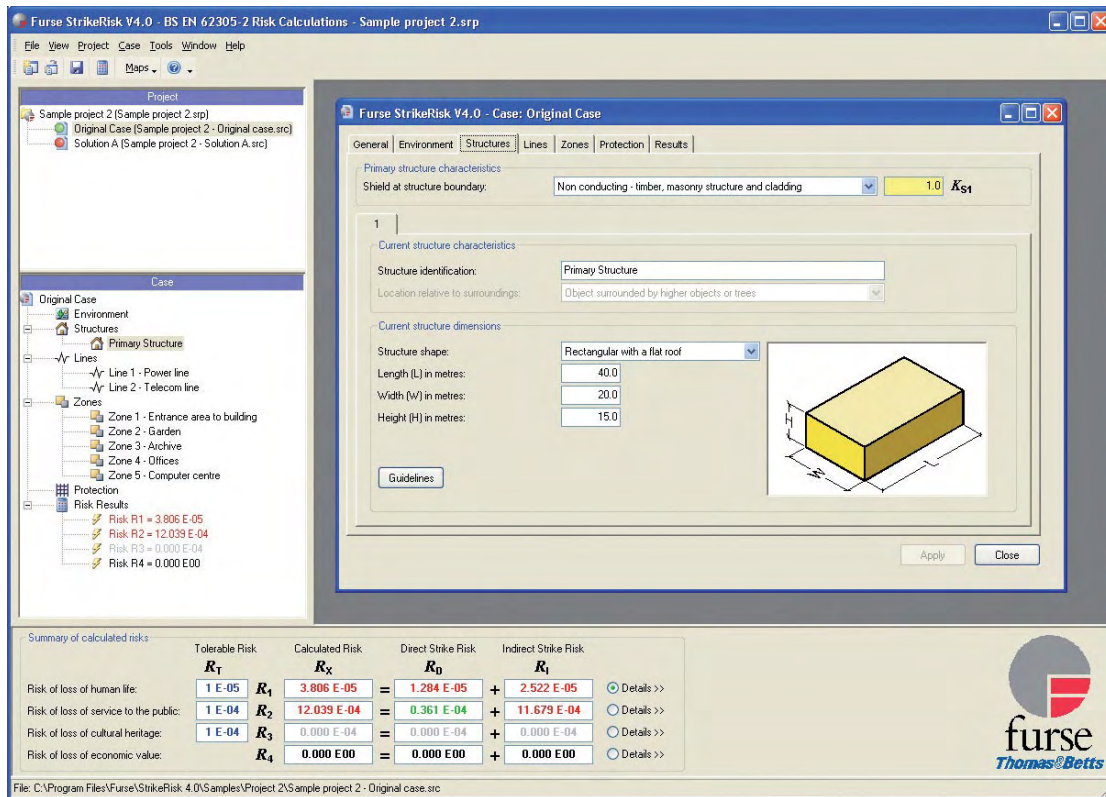 Furse StrikeRisk V4.0 - BS EN 62305-2 Risk Calculations - Sample project 2.srp
File View Project Case Tools Window Help
Maps
Project
Sample project 2 (Sample project 2.srp)
Original Case (Sample project 2 - Original case.src)
Solution A (Sample project 2 - Solution A.src)
Case
Original Case
Environment
Structures
Primary Structure
Lines
Line 1 - Power line
Line 2 - Telecom line
Zones
Zone 1 - Entrance area to building
Zone 2 - Garden
Zone 3 - Archive
Zone 4 - Offices
Zone 5 - Computer centre
Protection
Risk Results
Risk R1 = 3.806 E-05
Risk R2 = 12.039 E-04
Risk R3 = 0.000 E-04
Risk R4 = 0.000 E00
Furse StrikeRisk V4.0 - Case: Original Case
General Environment Structures Lines Zones Protection Results
Primary structure characteristics
Shield at structure boundary: Non conducting - timber, masonry structure and cladding 1.0 KS1
1
Current structure characteristics
Structure identification: Primary Structure
Location relative to surroundings: Object surrounded by higher objects or trees
Current structure dimensions
Structure shape: Rectangular with a flat roof
Length (L) in metres: 40.0
Width (W) in metres: 20.0
Height (H) in metres: 15.0
H
W
L
Guidelines
Apply Close
Summary of calculated risks
Tolerable Risk Calculated Risk Direct Strike Risk Indirect Strike Risk
RT RX RD RI
Risk of loss of human life: 1 E-05 R1 3.806 E-05 = 1.284 E-05 + 2.522 E-05 Details >>
Risk of loss of service to the public: 1 E-04 R2 12.039 E-04 = 0.361 E-04 + 11.679 E-04 Details >>
Risk of loss of cultural heritage: 1 E-04 R3 0.000 E-04 = 0.000 E-04 + 0.000 E-04 Details >>
Risk of loss of economic value: R4 0.000 E00 = 0.000 E00 + 0.000 E00 Details >>
furse
Thomas&Betts
File: C:\Program Files\Furse\StrikeRisk 4.0\Samples\Project 2\Sample project 2 - Original case.src